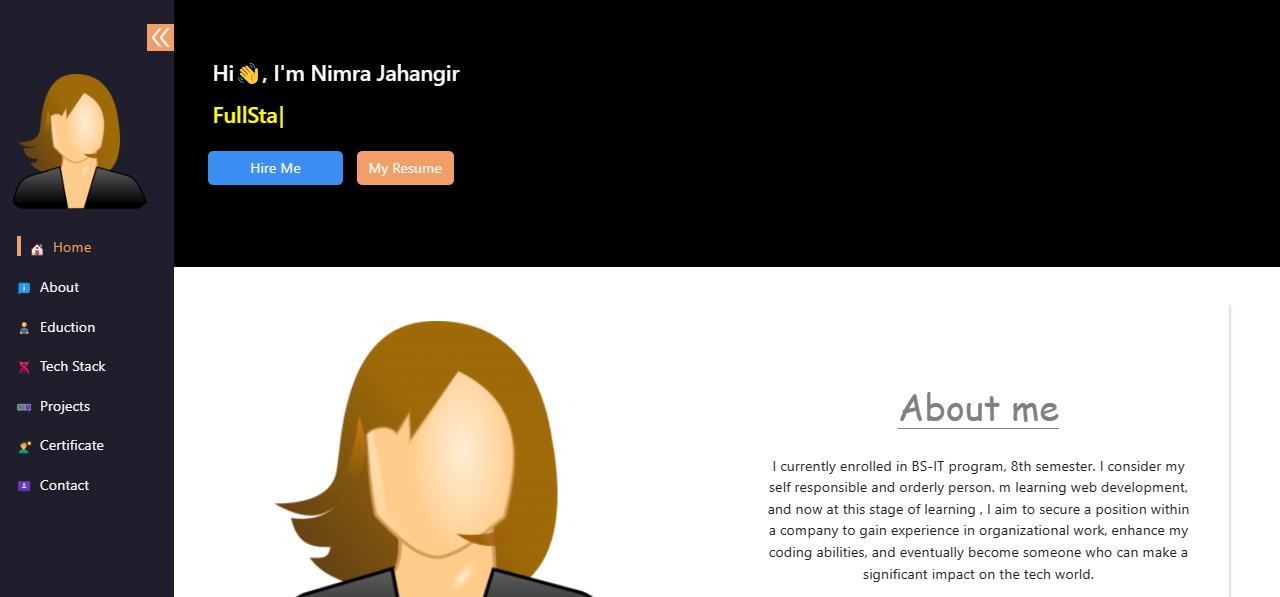 Hi👋, I'm Nimra Jahangir
FullSta|
Hire Me
My Resume
Home
About
Eduction
Tech Stack
Projects
Certificate
Contact
About me
I currently enrolled in BS-IT program, 8th semester. I consider my
self responsible and orderly person. m learning web development,
and now at this stage of learning , I aim to secure a position within
a company to gain experience in organizational work, enhance my
coding abilities, and eventually become someone who can make a
significant impact on the tech world.